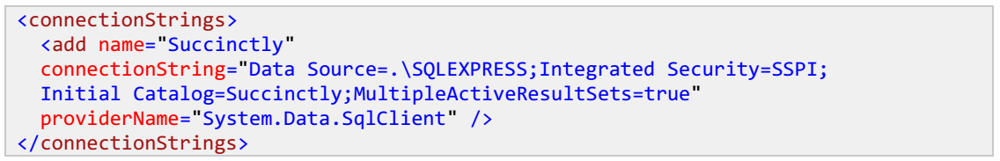 <connectionStrings>
  <add name="Succinctly"
  connectionString="Data Source=.\SQLEXPRESS;Integrated Security=SSPI;
  Initial Catalog=Succinctly;MultipleActiveResultSets=true"
  providerName="System.Data.SqlClient" />
</connectionStrings>